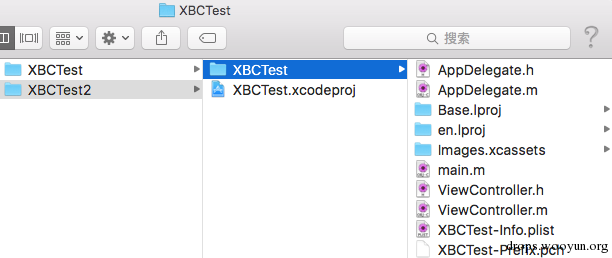 XBCTest
搜索
XBCTest
XBCTest2
XBCTest
XBCTest.xcodeproj
AppDelegate.h
AppDelegate.m
Base.lproj
en.lproj
Images.xcassets
main.m
ViewController.h
ViewController.m
XBCTest-Info.plist
XBCTest-Prefix.pch
drops.wooyun.org